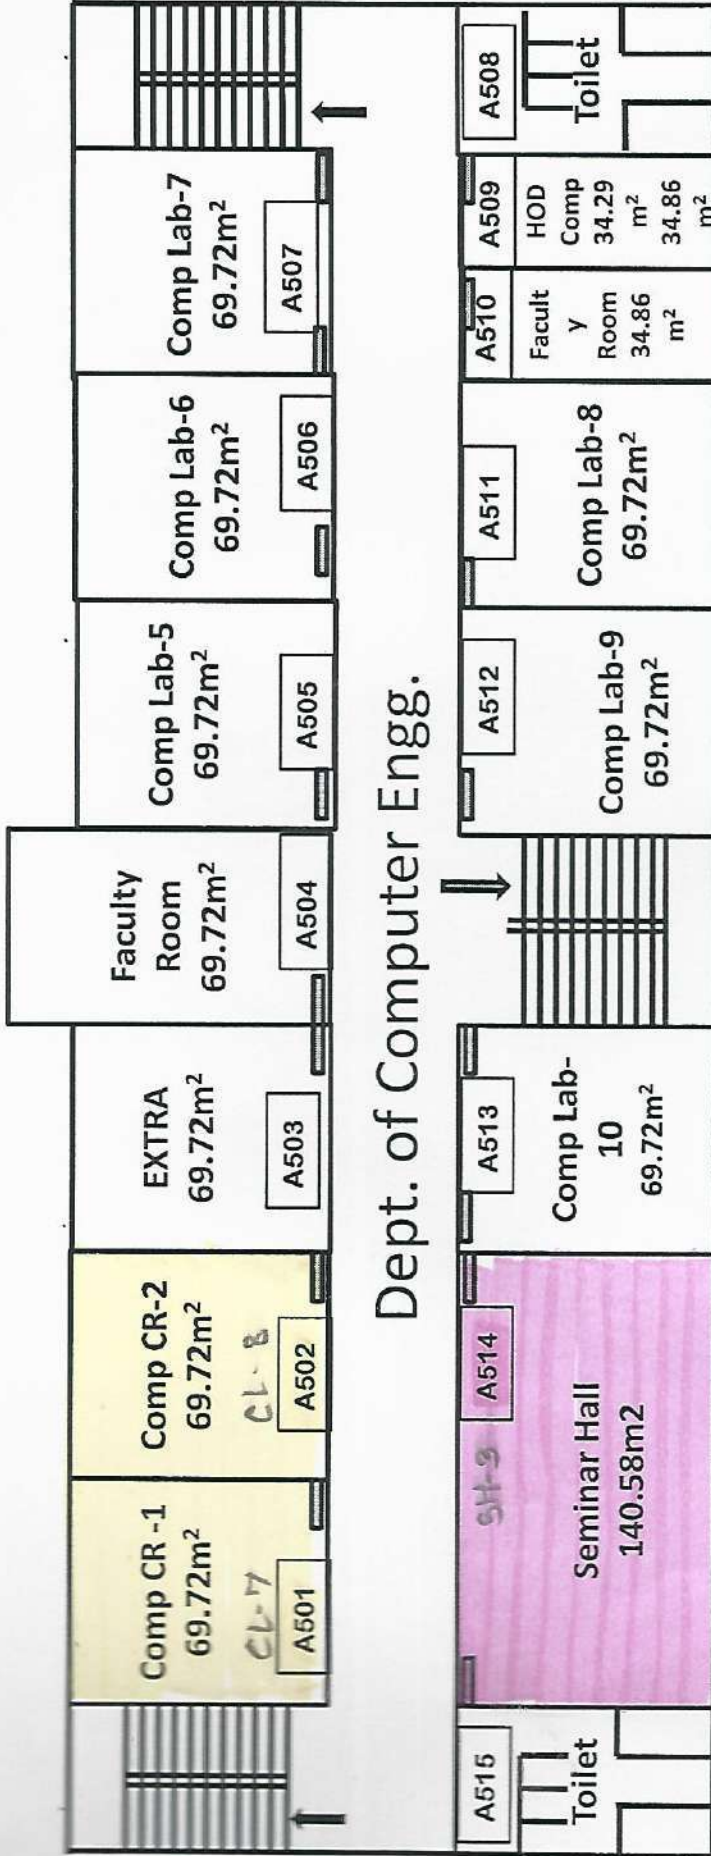 Comp CR -1
69.72m²
CL-7
A501
Comp CR-2
69.72m²
CL-8
A502
EXTRA
69.72m²
A503
Faculty
Room
69.72m²
A504
Comp Lab-5
69.72m²
A505
Comp Lab-6
69.72m²
A506
Comp Lab-7
69.72m²
A507
Dept. of Computer Engg.
A515
Toilet
A514
SH-3
Seminar Hall
140.58m2
A513
Comp Lab-
10
69.72m²
A512
Comp Lab-9
69.72m²
A511
Comp Lab-8
69.72m²
A510
Facult
y
Room
34.86
m²
A509
HOD
Comp
34.29
m²
34.86
m²
A508
Toilet